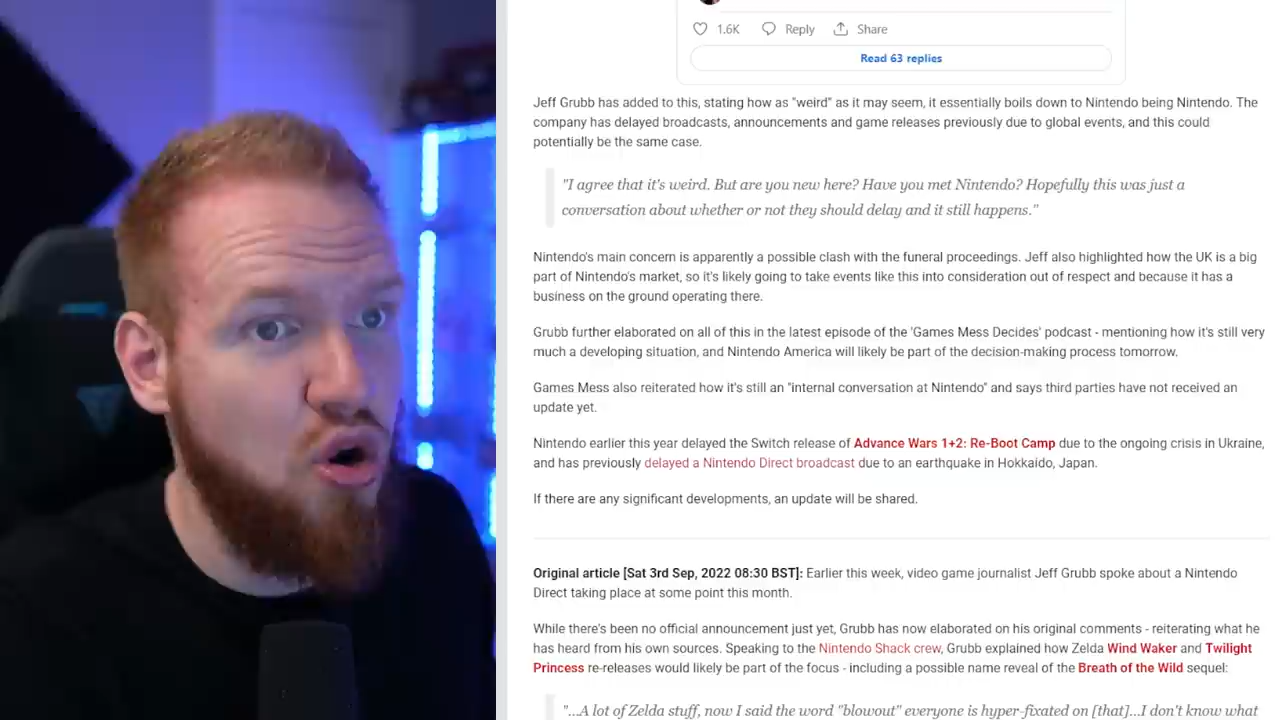 1.6K Reply Share
Read 63 replies
Jeff Grubb has added to this, stating how as "weird" as it may seem, it essentially boils down to Nintendo being Nintendo. The
company has delayed broadcasts, announcements and game releases previously due to global events, and this could
potentially be the same case.
"I agree that it's weird. But are you new here? Have you met Nintendo? Hopefully this was just a
conversation about whether or not they should delay and it still happens."
Nintendo's main concern is apparently a possible clash with the funeral proceedings. Jeff also highlighted how the UK is a big
part of Nintendo's market, so it's likely going to take events like this into consideration out of respect and because it has a
business on the ground operating there.
Grubb further elaborated on all of this in the latest episode of the 'Games Mess Decides' podcast - mentioning how it's still very
much a developing situation, and Nintendo America will likely be part of the decision-making process tomorrow.
Games Mess also reiterated how it's still an "internal conversation at Nintendo" and says third parties have not received an
update yet.
Nintendo earlier this year delayed the Switch release of Advance Wars 1+2: Re-Boot Camp due to the ongoing crisis in Ukraine,
and has previously delayed a Nintendo Direct broadcast due to an earthquake in Hokkaido, Japan.
If there are any significant developments, an update will be shared.
Original article [Sat 3rd Sep, 2022 08:30 BST]: Earlier this week, video game journalist Jeff Grubb spoke about a Nintendo
Direct taking place at some point this month.
While there's been no official announcement just yet, Grubb has now elaborated on his original comments - reiterating what he
has heard from his own sources. Speaking to the Nintendo Shack crew, Grubb explained how Zelda Wind Waker and Twilight
Princess re-releases would likely be part of the focus - including a possible name reveal of the Breath of the Wild sequel:
"...A lot of Zelda stuff, now I said the word "blowout" everyone is hyper-fixated on [that]...I don't know what